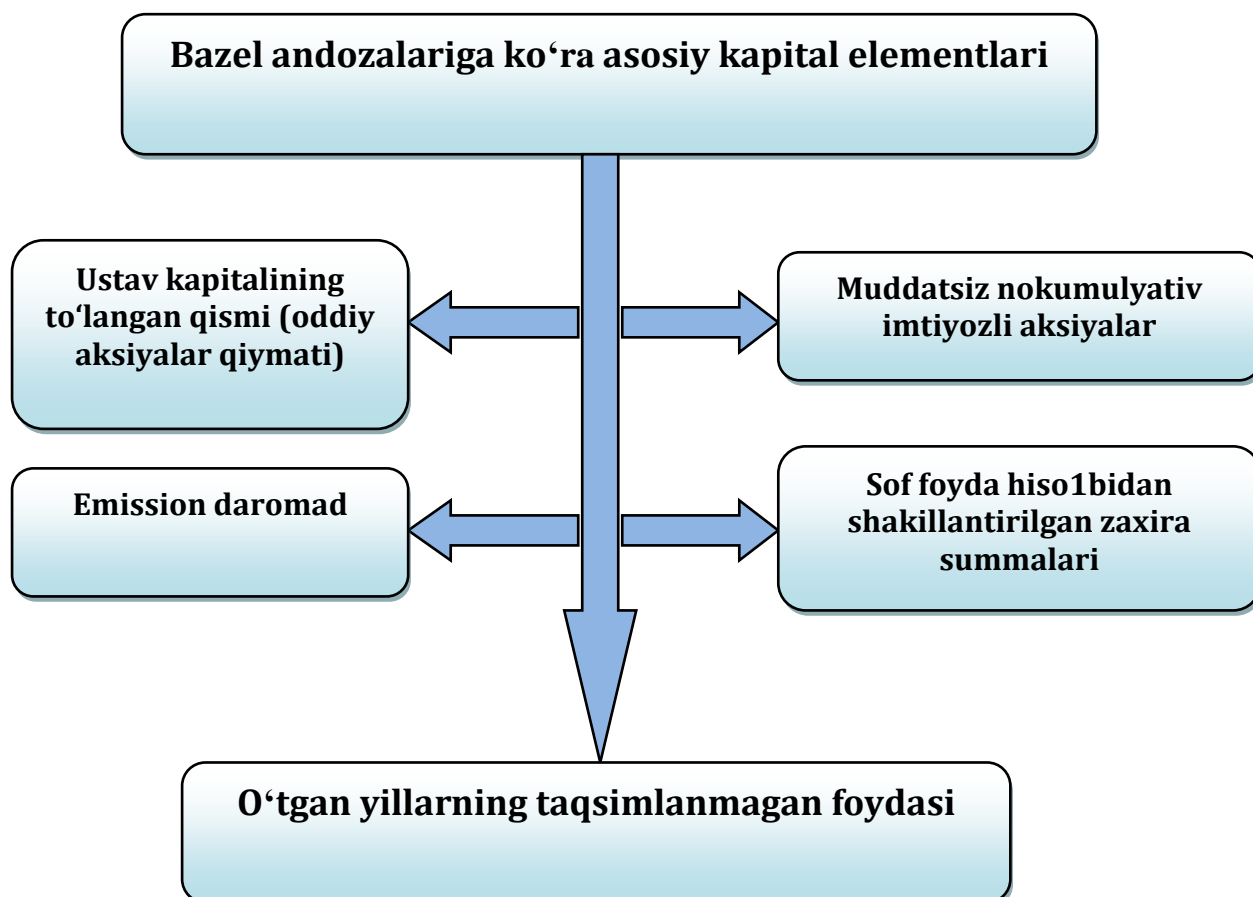 Bazel andozalariga ko‘ra asosiy kapital elementlari
Ustav kapitalining
to‘langan qismi (oddiy
aksiyalar qiymati)
Muddatsiz nokumulyativ
imtiyozli aksiyalar
Emission daromad
Sof foyda hiso1bidan
shakillantirilgan zaxira
summalari
O‘tgan yillarning taqsimlanmagan foydasi